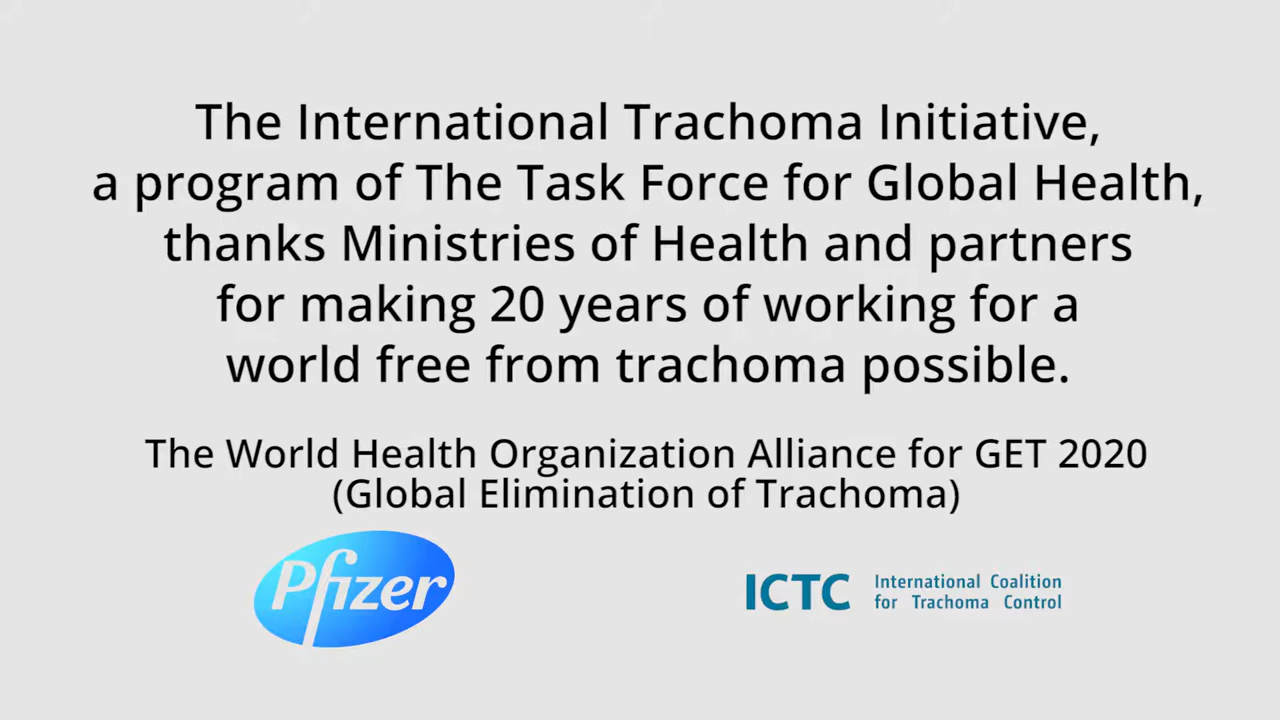 The International Trachoma Initiative,
a program of The Task Force for Global Health,
thanks Ministries of Health and partners
for making 20 years of working for a
world free from trachoma possible.
The World Health Organization Alliance for GET 2020
(Global Elimination of Trachoma)
Pfizer
ICTC
International Coalition
for Trachoma Control